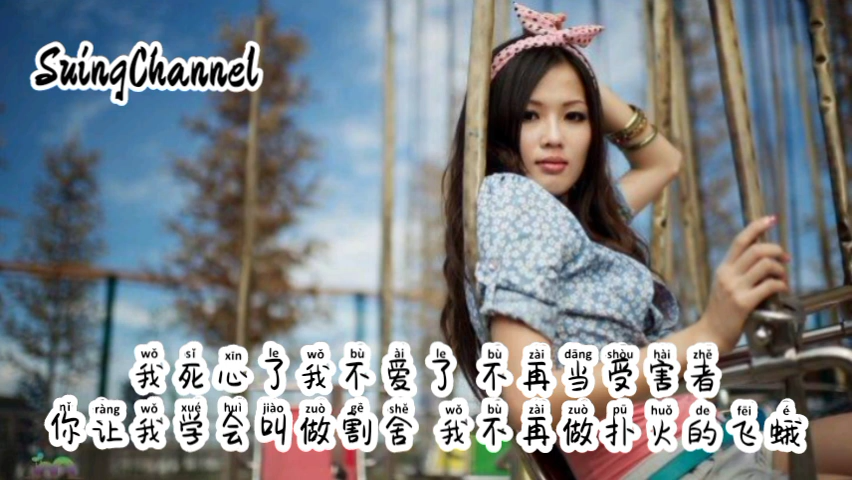 SuingChannel
wǒ sǐ xīn le wǒ bù ài le bù zài dāng shòu hài zhě
我死心了我不爱了 不再当受害者
nǐ ràng wǒ xué huì jiào zuò gē shě wǒ bù zài zuò pū huǒ de fēi é
你让我学会叫做割舍 我不再做扑火的飞蛾